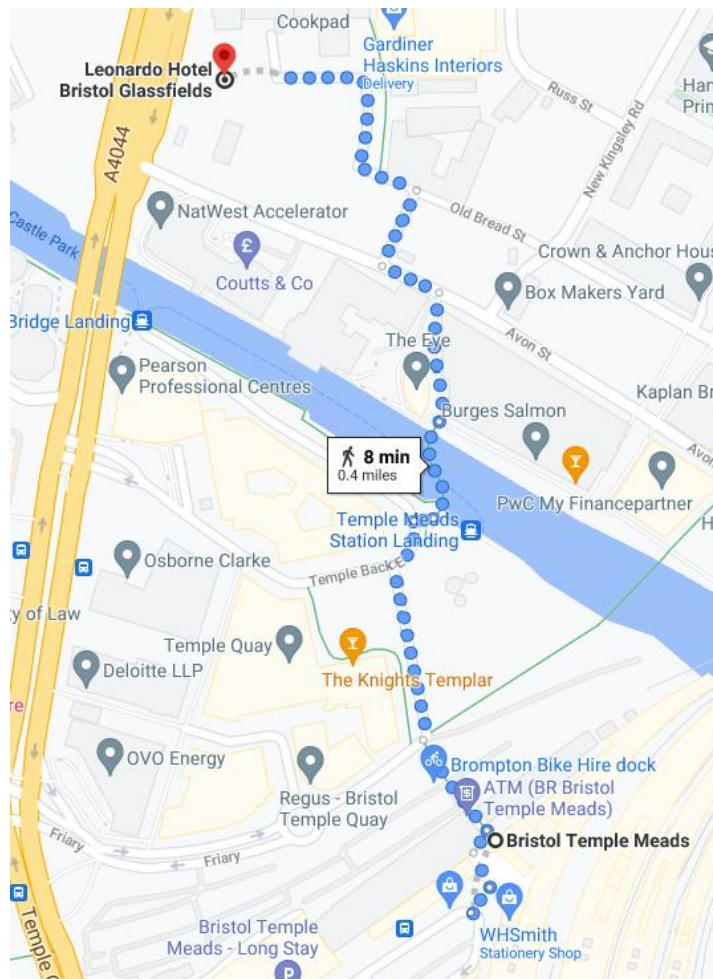 Cookpad
Gardiner
Haskins Interiors
Delivery
Leonardo Hotel
Bristol Glassfields
Russ St
New Kingsley Rd
Han
Prin
A4044
NatWest Accelerator
Old Bread St
Castle Park
£
Coutts & Co
Crown & Anchor Hou
Box Makers Yard
Bridge Landing
Avon St
The Eye
Pearson
Professional Centres
Kaplan Br
Burges Salmon
8 min
0.4 miles
Avon
PwC My Financepartner
H
Temple Meads
Station Landing
Osborne Clarke
Temple Back E
y of Law
Temple Quay
Deloitte LLP
The Knights Templar
re
OVO Energy
Brompton Bike Hire dock
ATM (BR Bristol
Temple Meads)
Regus - Bristol
Temple Quay
Bristol Temple Meads
Friary
Friary
WHSmith
Stationery Shop
Bristol Temple
Meads - Long Stay
P
Temple G